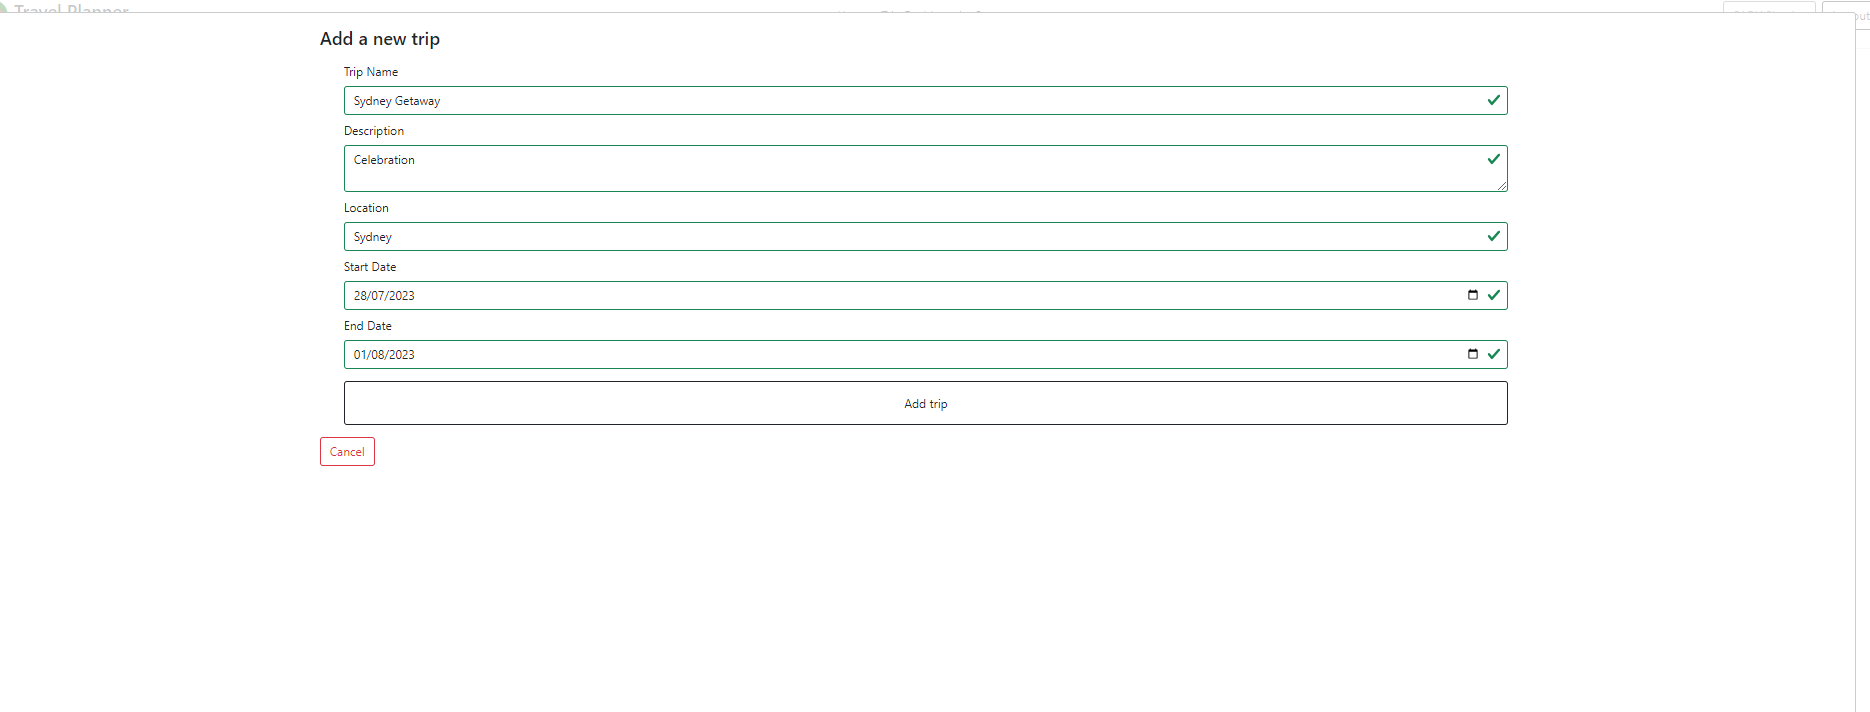 Travel Planner
Add a new trip
Trip Name
Sydney Getaway
Description
Celebration
Location
Sydney
Start Date
28/07/2023
End Date
01/08/2023
Add trip
Cancel